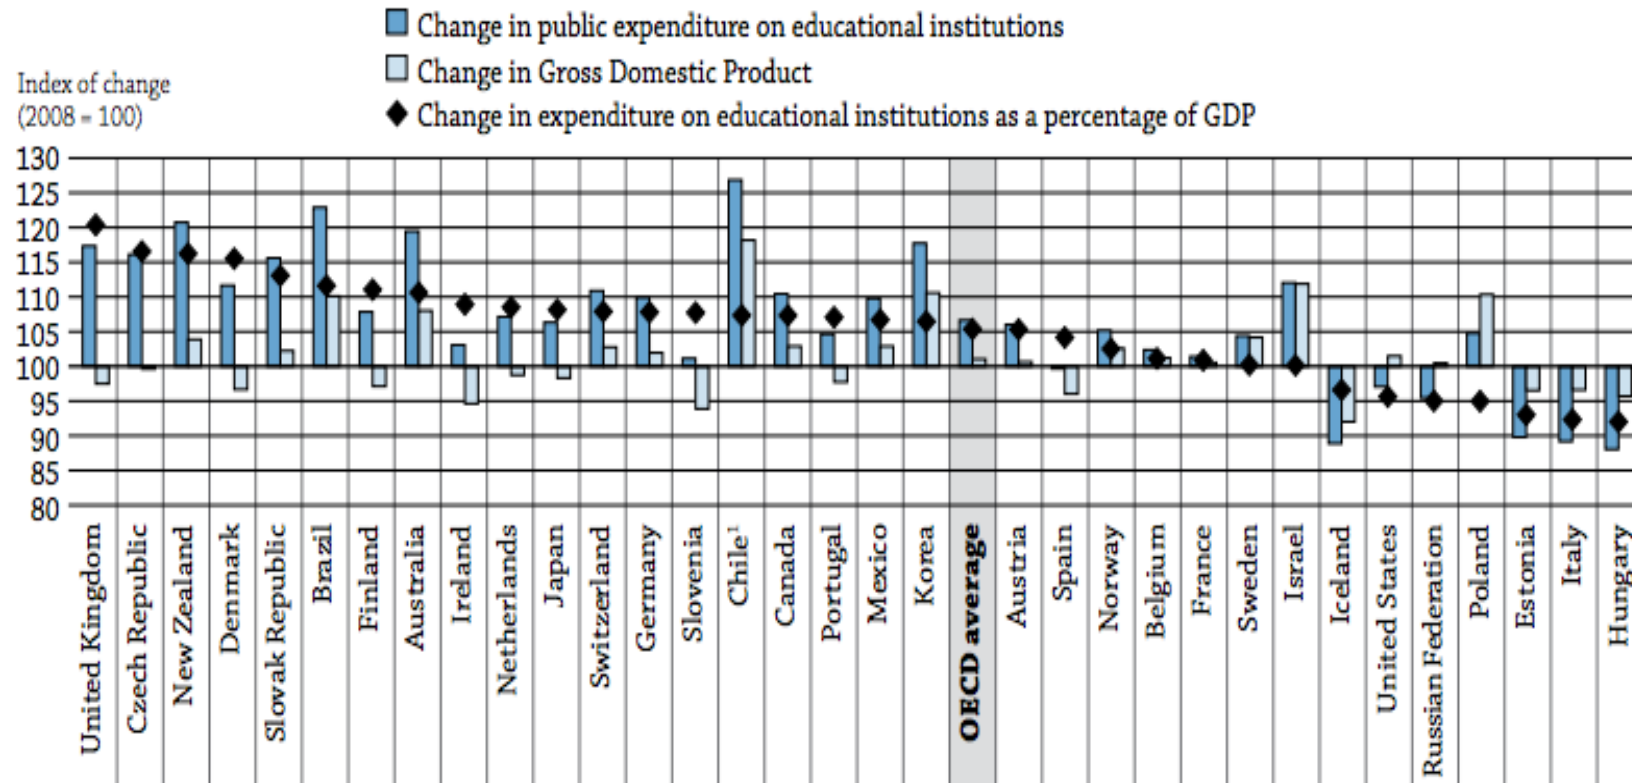 Change in public expenditure on educational institutions
Change in Gross Domestic Product
Change in expenditure on educational institutions as a percentage of GDP
Index of change
(2008 = 100)
130
125
120
115
110
105
100
95
90
85
80
United Kingdom
Czech Republic
New Zealand
Denmark
Slovak Republic
Brazil
Finland
Australia
Ireland
Netherlands
Japan
Switzerland
Germany
Slovenia
Chile¹
Canada
Portugal
Mexico
Korea
OECD average
Austria
Spain
Norway
Belgium
France
Sweden
Israel
Iceland
United States
Russian Federation
Poland
Estonia
Italy
Hungary